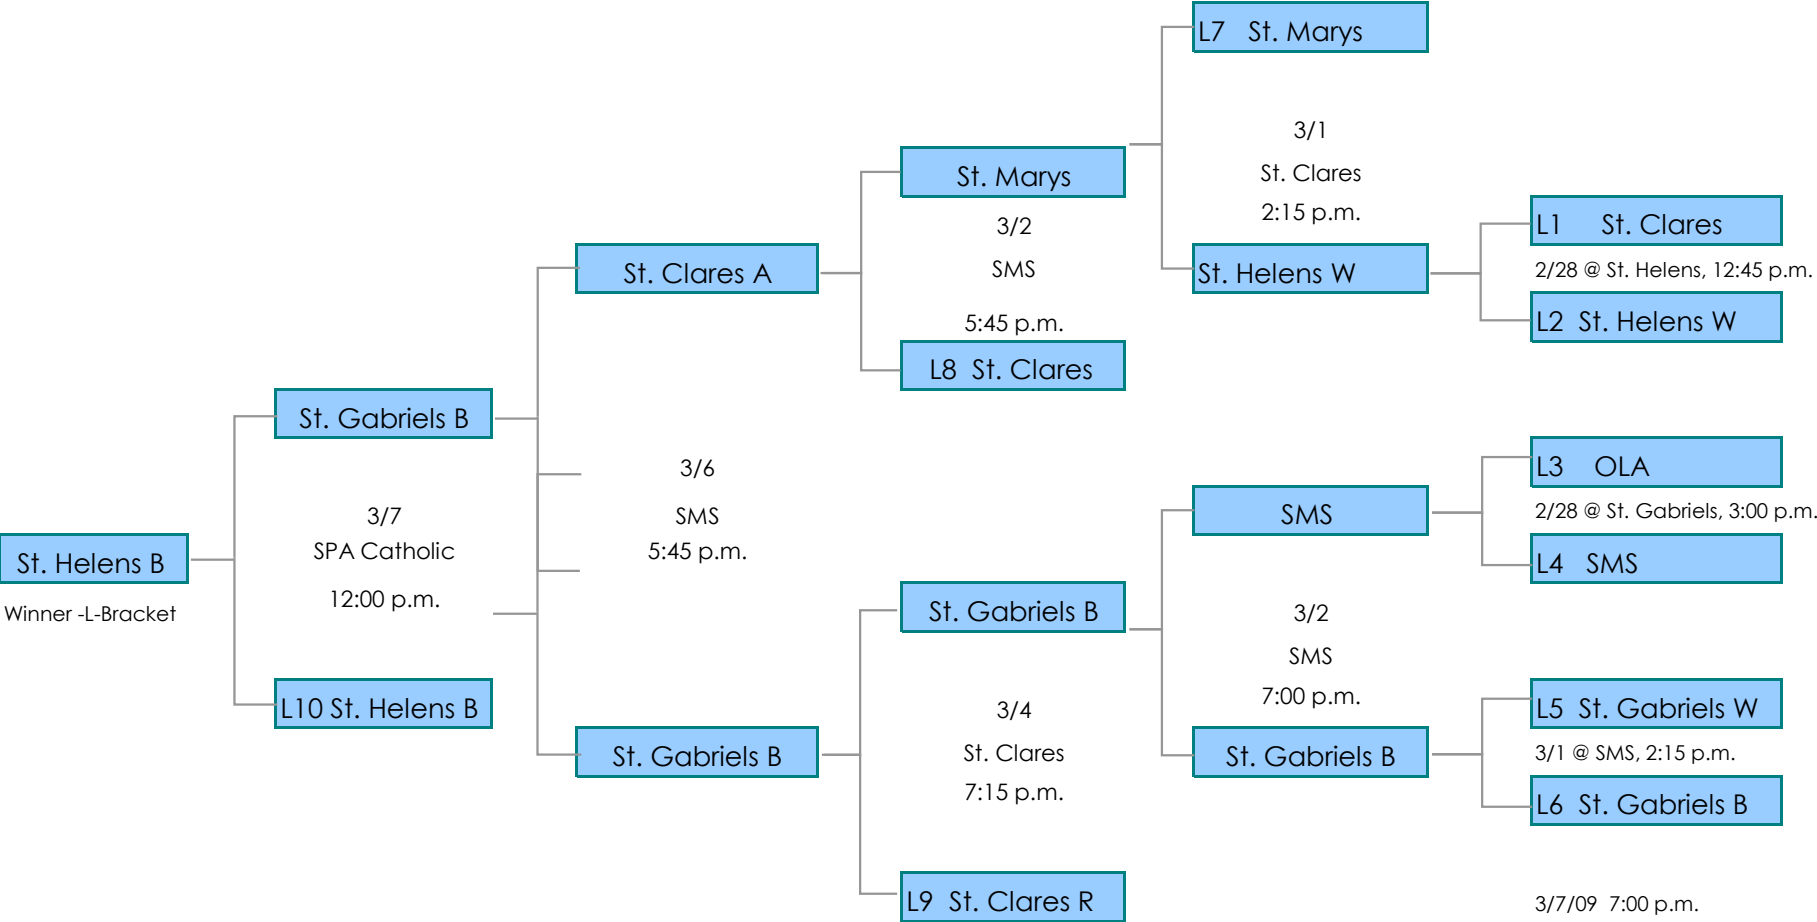 L7 St. Marys
3/1
St. Clares
2:15 p.m.
St. Marys
3/2
SMS
5:45 p.m.
L1 St. Clares
2/28 @ St. Helens, 12:45 p.m.
L2 St. Helens W
St. Helens W
St. Clares A
L8 St. Clares
St. Gabriels B
3/6
SMS
5:45 p.m.
3/7
SPA Catholic
12:00 p.m.
St. Helens B
Winner -L-Bracket
L10 St. Helens B
L3 OLA
2/28 @ St. Gabriels, 3:00 p.m.
L4 SMS
SMS
3/2
SMS
7:00 p.m.
St. Gabriels B
3/4
St. Clares
7:15 p.m.
St. Gabriels B
St. Gabriels B
L5 St. Gabriels W
3/1 @ SMS, 2:15 p.m.
L6 St. Gabriels B
L9 St. Clares R
3/7/09 7:00 p.m.